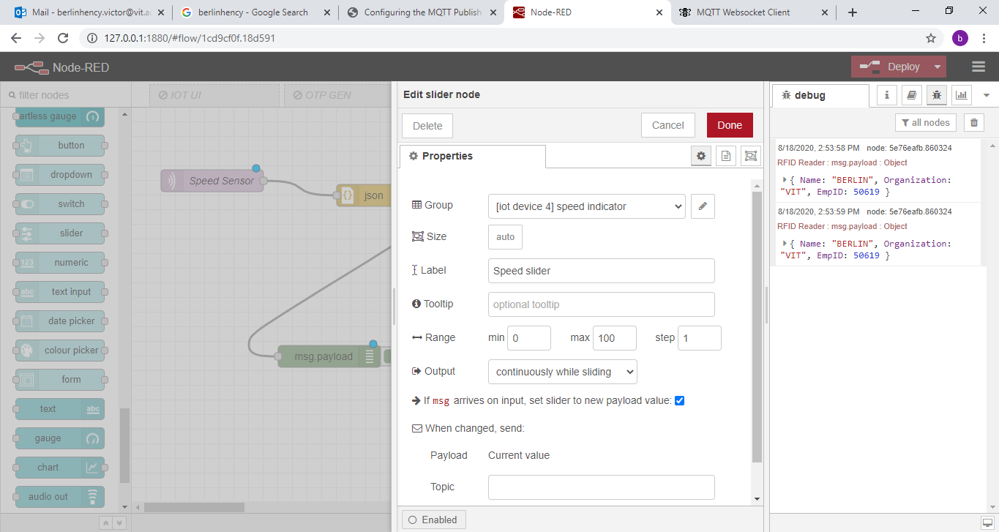 Mail - berlinhency.victor@vit.a
berlinhency - Google Search
Configuring the MQTT Publish
Node-RED
MQTT Websocket Client
127.0.0.1:1880/#flow/1cd9cf0f.18d591
b
Node-RED
Deploy
filter nodes
IOT UI
OTP GEN
artless gauge
button
dropdown
switch
slider
123 numeric
abc text input
date picker
colour picker
form
text abc
gauge
chart
audio out
Speed Sensor
json
msg.payload
Edit slider node
Delete
Cancel
Done
Properties
Group
[iot device 4] speed indicator
Size
auto
Label
Speed slider
Tooltip
optional tooltip
Range
min 0
max 100
step 1
Output
continuously while sliding
If msg arrives on input, set slider to new payload value:
When changed, send:
Payload
Current value
Topic
Enabled
debug
i
all nodes
8/18/2020, 2:53:58 PM node: 5e76eafb.860324
RFID Reader : msg.payload : Object
{ Name: "BERLIN", Organization:
"VIT", EmpID: 50619 }
8/18/2020, 2:53:59 PM node: 5e76eafb.860324
RFID Reader : msg.payload : Object
{ Name: "BERLIN", Organization:
"VIT", EmpID: 50619 }